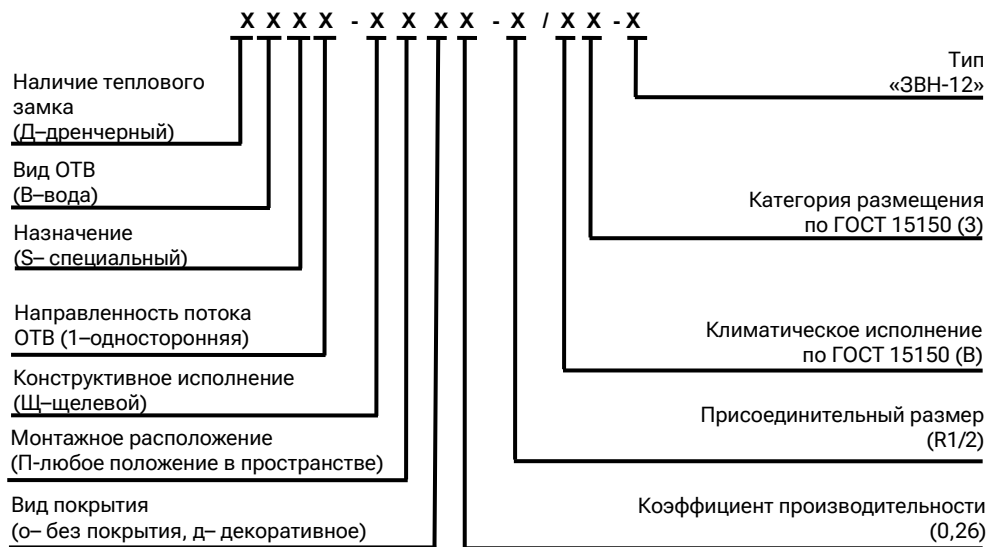 X X X X - X X X X - X / X X - X
Наличие теплового
замка
(Д–дренчерный)
Вид ОТВ
(В–вода)
Назначение
(S– специальный)
Направленность потока
ОТВ (1–односторонняя)
Конструктивное исполнение
(Щ–щелевой)
Монтажное расположение
(П-любое положение в пространстве)
Вид покрытия
(о– без покрытия, д– декоративное)
Тип
«ЗВН-12»
Категория размещения
по ГОСТ 15150 (3)
Климатическое исполнение
по ГОСТ 15150 (В)
Присоединительный размер
(R1/2)
Коэффициент производительности
(0,26)